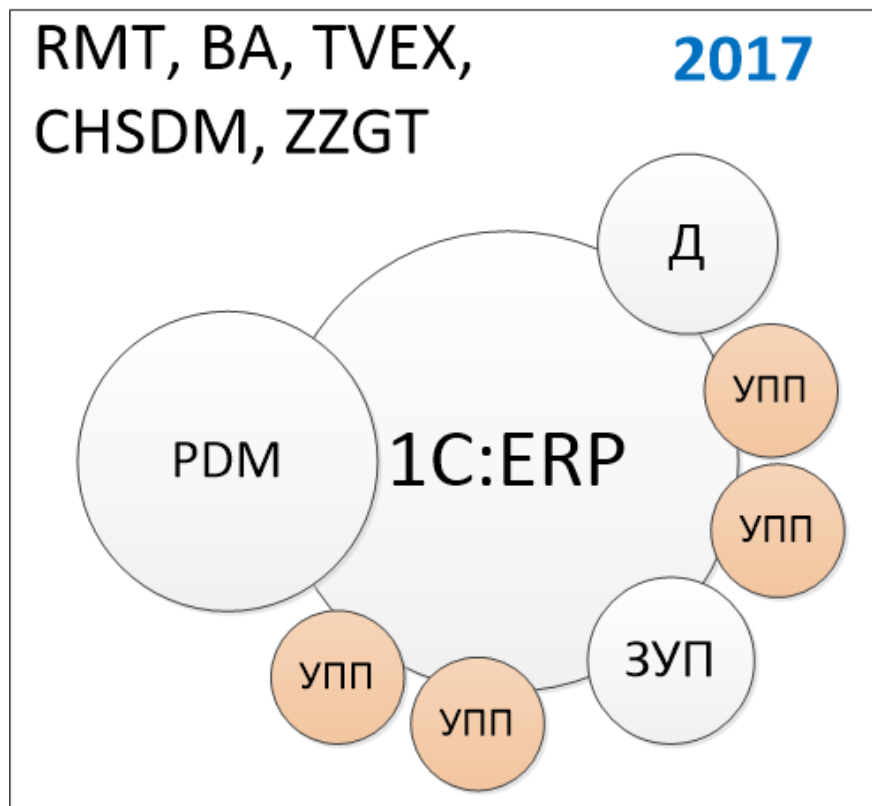 RMT, BA, TVEX,
2017
CHSDM, ZZGT
Д
УПП
PDM
1C:ERP
УПП
ЗУП
УПП
УПП